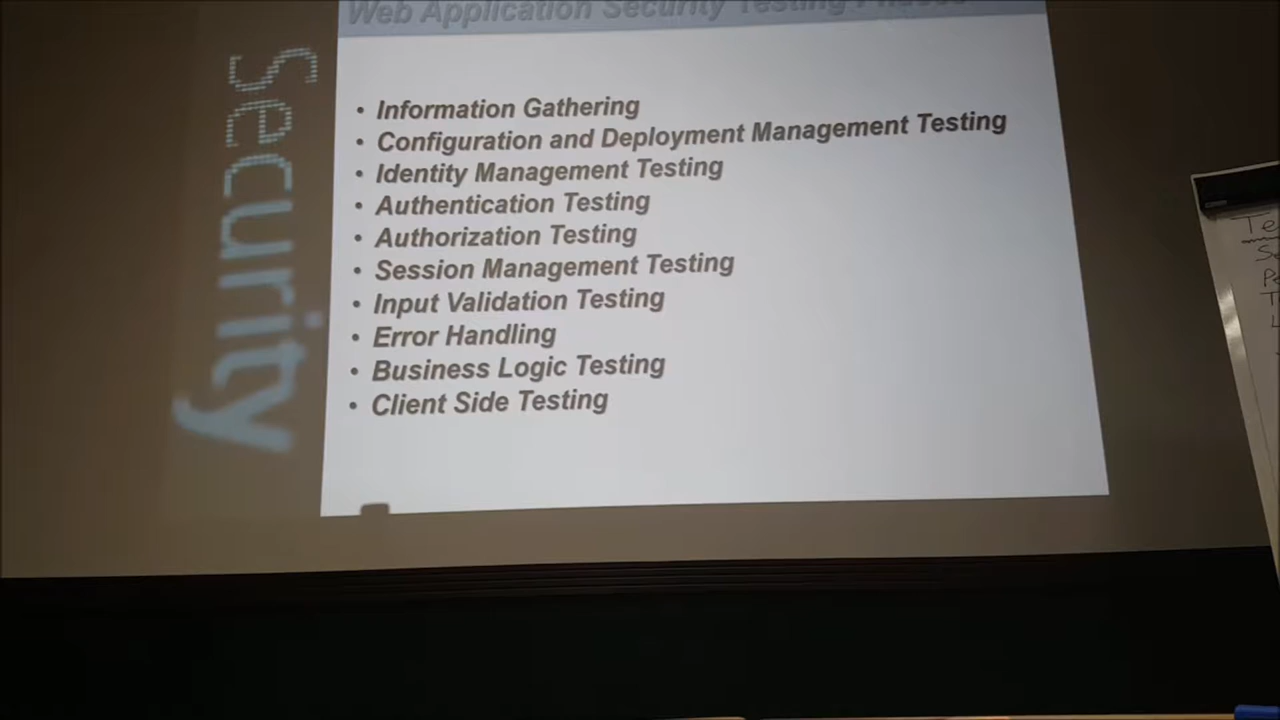 Web Application Security Testing Phases
Security
• Information Gathering
• Configuration and Deployment Management Testing
• Identity Management Testing
• Authentication Testing
• Authorization Testing
• Session Management Testing
• Input Validation Testing
• Error Handling
• Business Logic Testing
• Client Side Testing